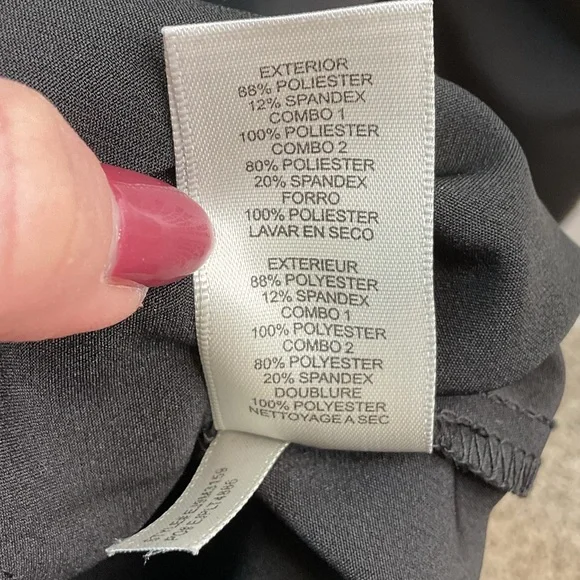 EXTERIOR
88% POLIESTER
12% SPANDEX
COMBO 1
100% POLIESTER
COMBO 2
80% POLIESTER
20% SPANDEX
FORRO
100% POLIESTER
LAVAR EN SECO
EXTERIEUR
88% POLYESTER
12% SPANDEX
COMBO 1
100% POLYESTER
COMBO 2
80% POLYESTER
20% SPANDEX
DOUBLURE
100% POLYESTER
NETTOYAGE A SEC